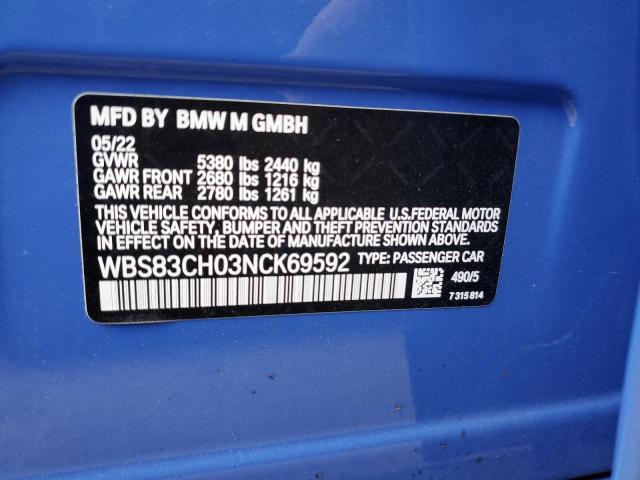 MFD BY BMW M GMBH
05/22
GVWR 5380 lbs 2440 kg
GAWR FRONT 2680 lbs 1216 kg
GAWR REAR 2780 lbs 1261 kg
THIS VEHICLE CONFORMS TO ALL APPLICABLE U.S.FEDERAL MOTOR
VEHICLE SAFETY, BUMPER AND THEFT PREVENTION STANDARDS IN EFFECT
ON THE DATE OF MANUFACTURE SHOWN ABOVE.
WBS83CH03NCK69592 TYPE: PASSENGER CAR
490/5
7 315 814